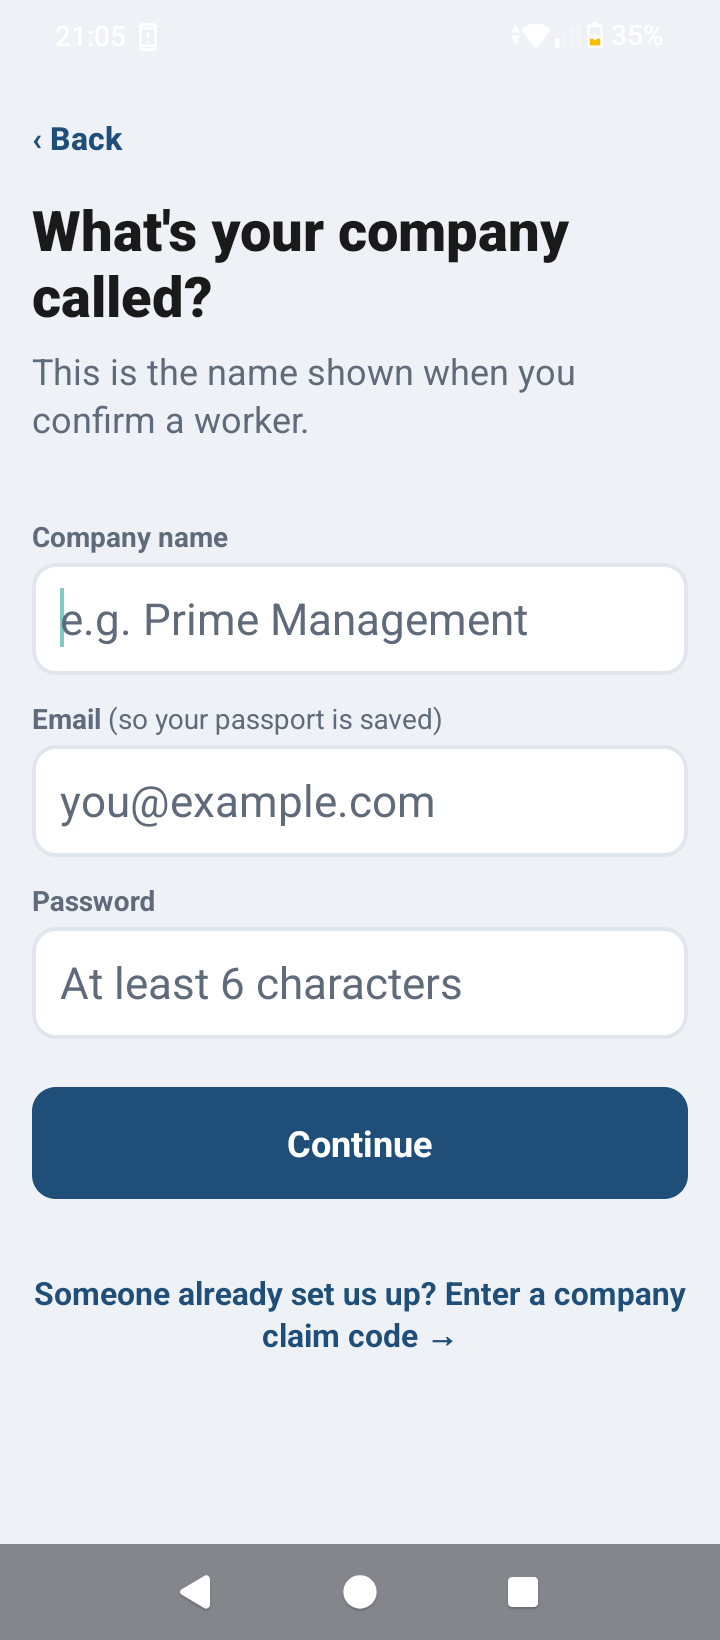 21:05
35%
‹ Back
What's your company
called?
This is the name shown when you
confirm a worker.
Company name
e.g. Prime Management
Email (so your passport is saved)
you@example.com
Password
At least 6 characters
Continue
Someone already set us up? Enter a company
claim code →